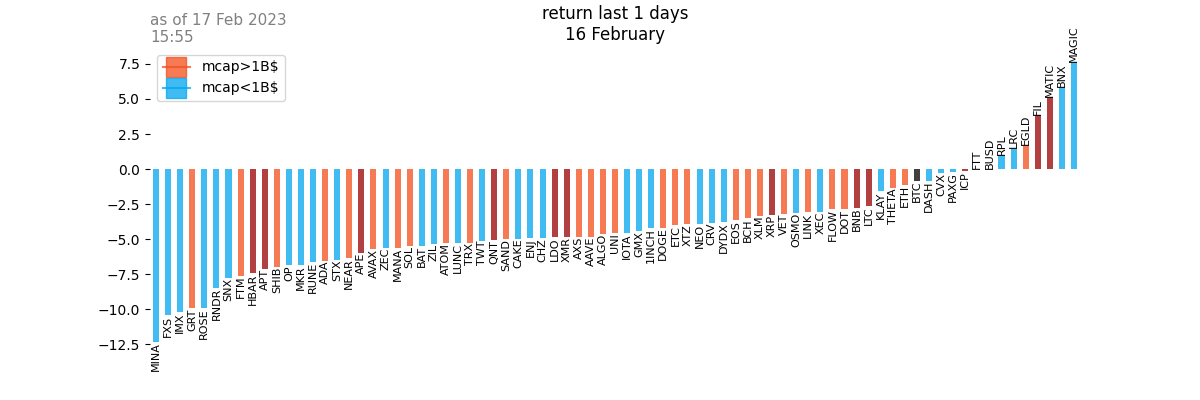 as of 17 Feb 2023
15:55
return last 1 days
16 February
mcap>1B$
mcap<1B$
7.5
5.0
2.5
0.0
−2.5
−5.0
−7.5
−10.0
−12.5
MINA
FXS
IMX
GRT
ROSE
RNDR
SNX
FTM
HBAR
APT
SHIB
OP
MKR
RUNE
ADA
STX
NEAR
APE
AVAX
ZEC
MANA
SOL
BAT
ZIL
ATOM
LUNC
TRX
TWT
QNT
SAND
CAKE
ENJ
CHZ
LDO
XMR
AXS
AAVE
ALGO
UNI
IOTA
GMX
1INCH
DOGE
ETC
XTZ
NEO
CRV
DYDX
EOS
BCH
XLM
XRP
VET
OSMO
LINK
XEC
FLOW
DOT
BNB
LTC
KLAY
THETA
ETH
BTC
DASH
CVX
PAXG
ICP
FTT
BUSD
RPL
LRC
EGLD
FIL
MATIC
BNX
MAGIC